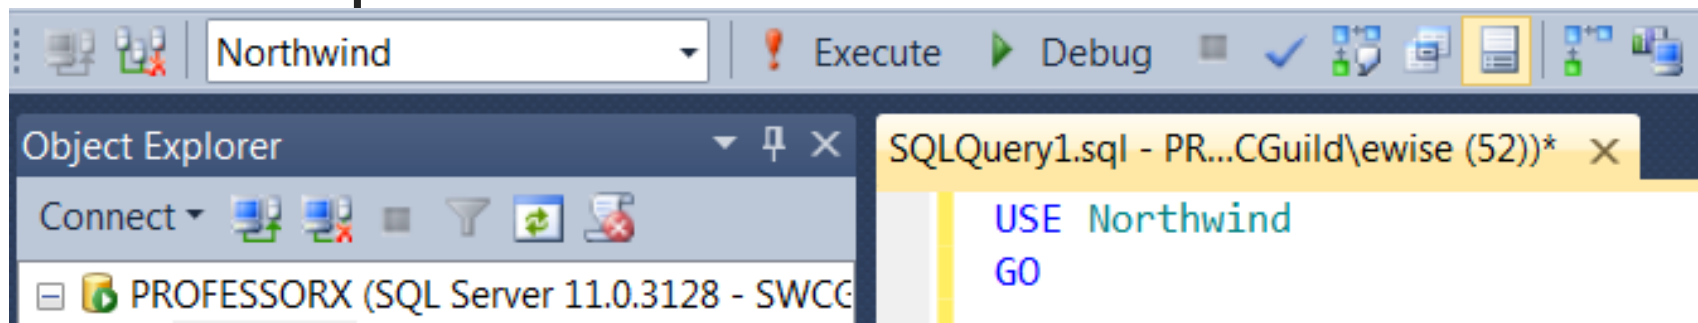 Northwind Execute Debug
Object Explorer
SQLQuery1.sql - PR...CGuild\ewise (52))*
Connect
USE Northwind
GO
PROFESSORX (SQL Server 11.0.3128 - SWCG